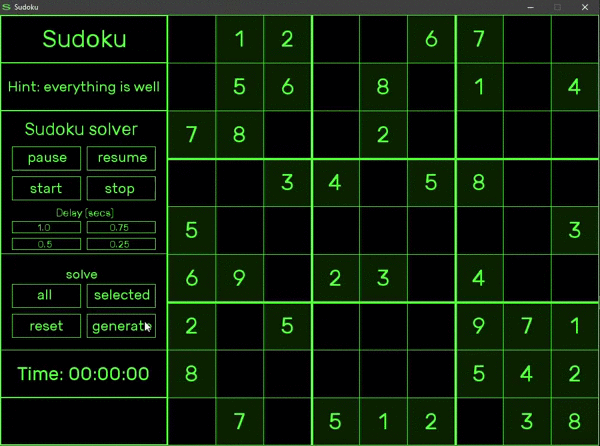 Sudoku
Sudoku
Hint: everything is well
Sudoku solver
pause resume
start stop
Delay [secs]
1.0 0.75
0.5 0.25
solve
all selected
reset generate
Time: 00:00:00
1 2 6 7
5 6 8 1 4
7 8 2
3 4 5 8
5 3
6 9 2 3 4
2 5 9 7 1
8 5 4 2
7 5 1 2 3 8